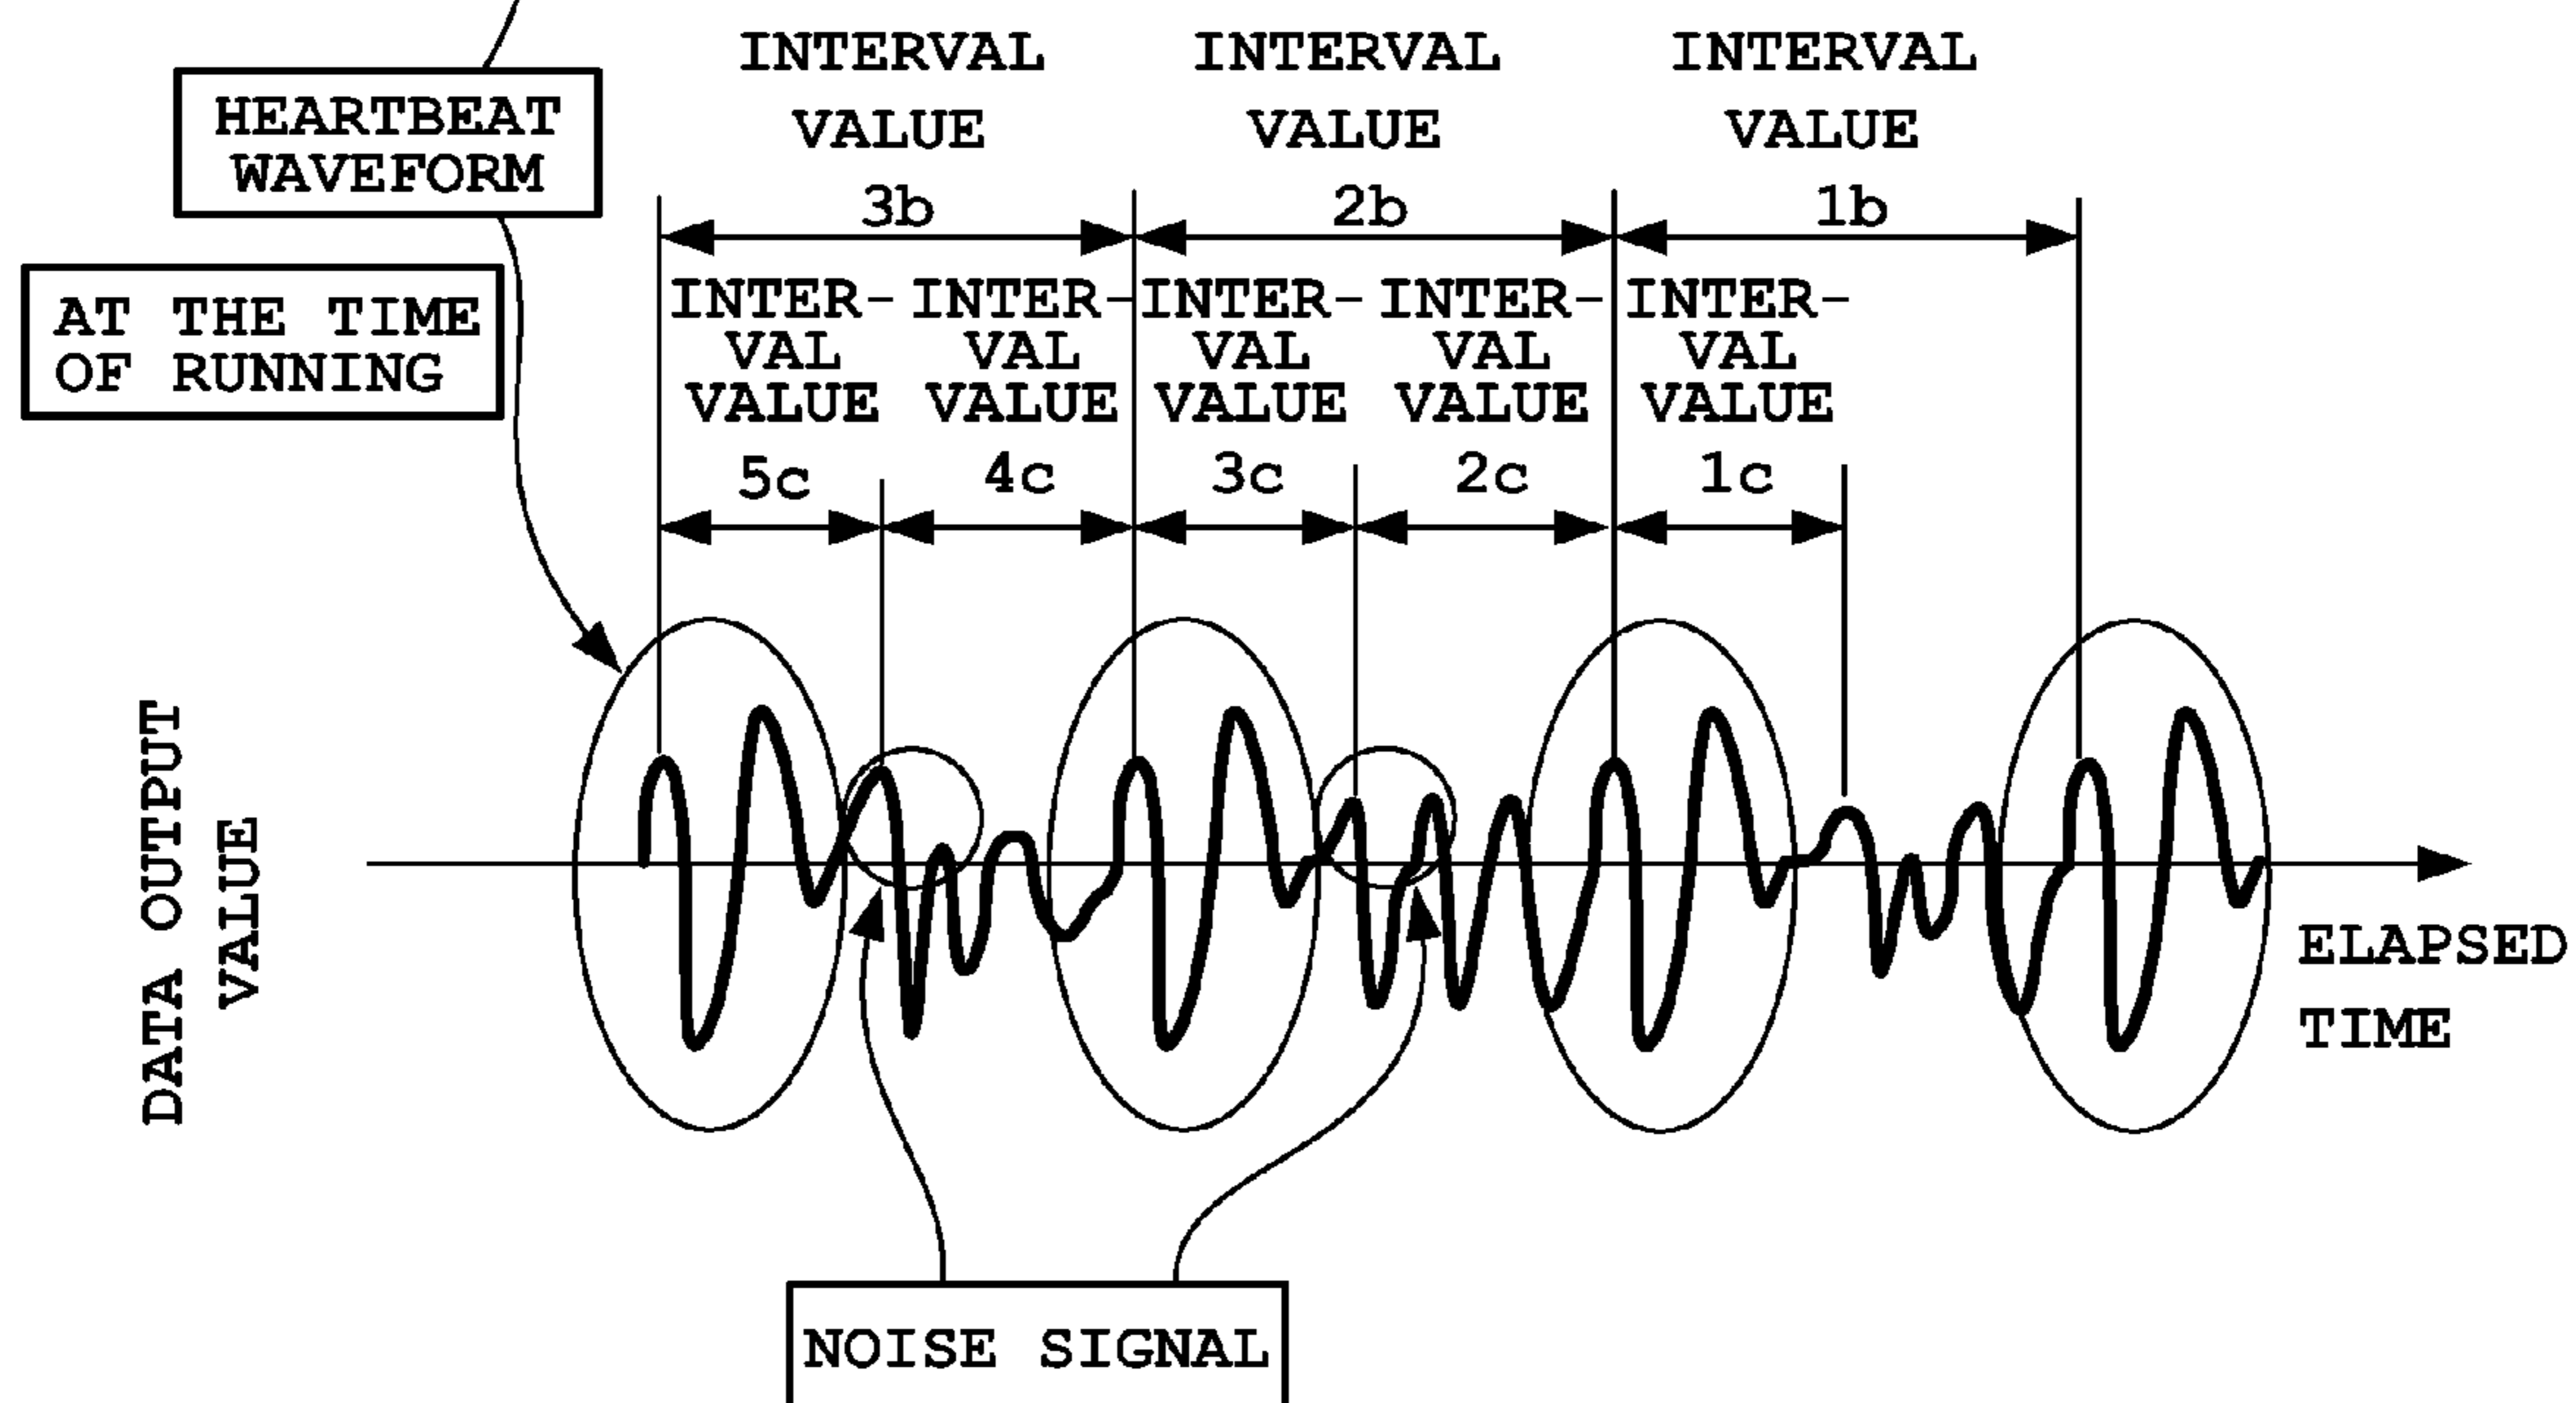 HEARTBEAT
WAVEFORM
AT THE TIME
OF RUNNING
INTERVAL
VALUE
3b
INTERVAL
VALUE
2b
INTERVAL
VALUE
1b
INTER-
VAL
VALUE
5c
INTER-
VAL
VALUE
4c
INTER-
VAL
VALUE
3c
INTER-
VAL
VALUE
2c
INTER-
VAL
VALUE
1c
DATA OUTPUT
VALUE
ELAPSED
TIME
NOISE SIGNAL